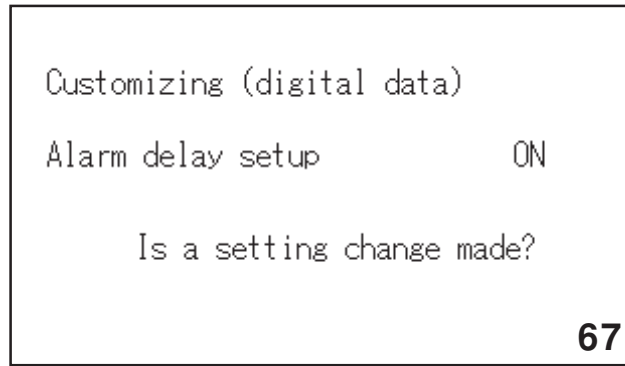 Customizing (digital data)
Alarm delay setup ON
Is a setting change made?
67